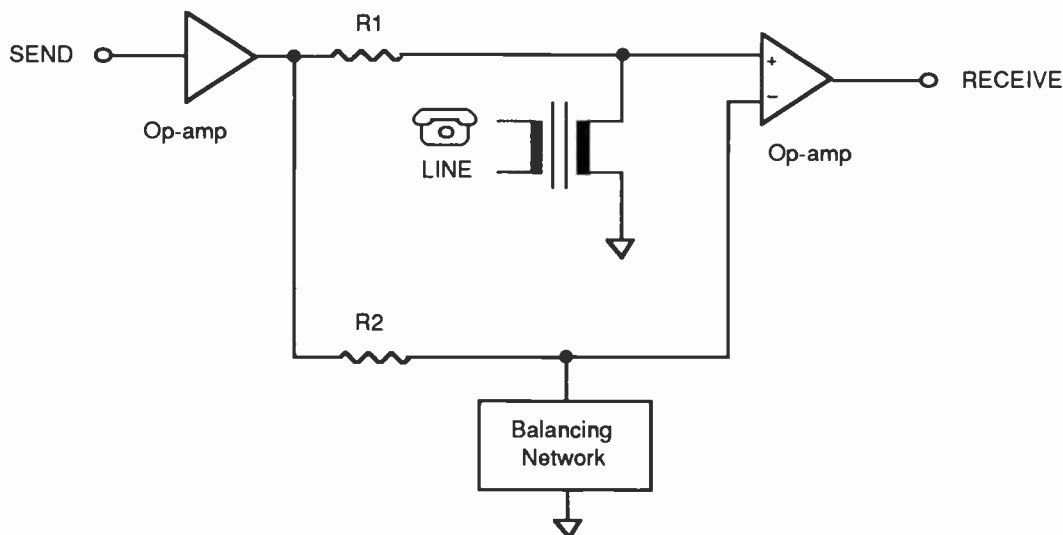 R1
SEND
+
RECEIVE
−
Op-amp
Op-amp
LINE
R2
Balancing
Network